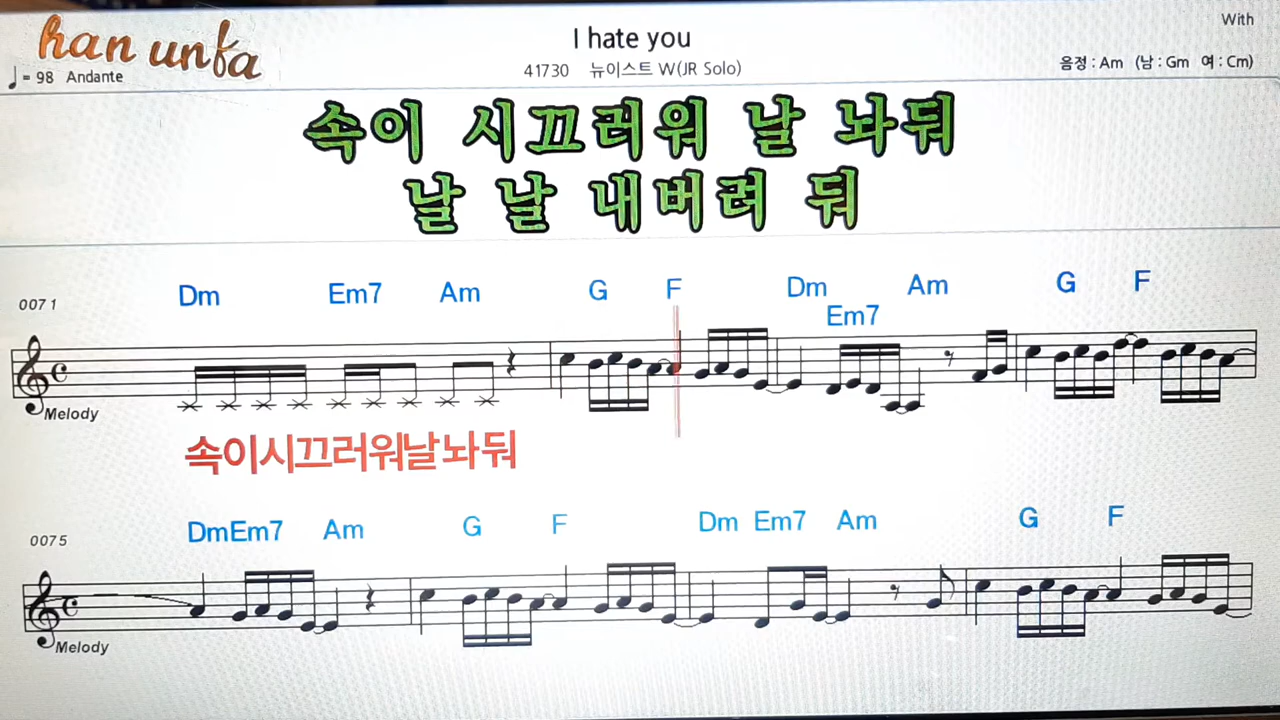 han unfa
I hate you
With
♩ = 98 Andante
41730 뉴이스트 W(JR Solo)
음정 : Am (남 : Gm 여 : Cm)
속이 시끄러워 날 놔둬
날 날 내버려 둬
0071
Dm Em7 Am G F Dm Em7 Am G F
Melody
속이시끄러워날놔둬
0075
Dm Em7 Am G F Dm Em7 Am G F
Melody